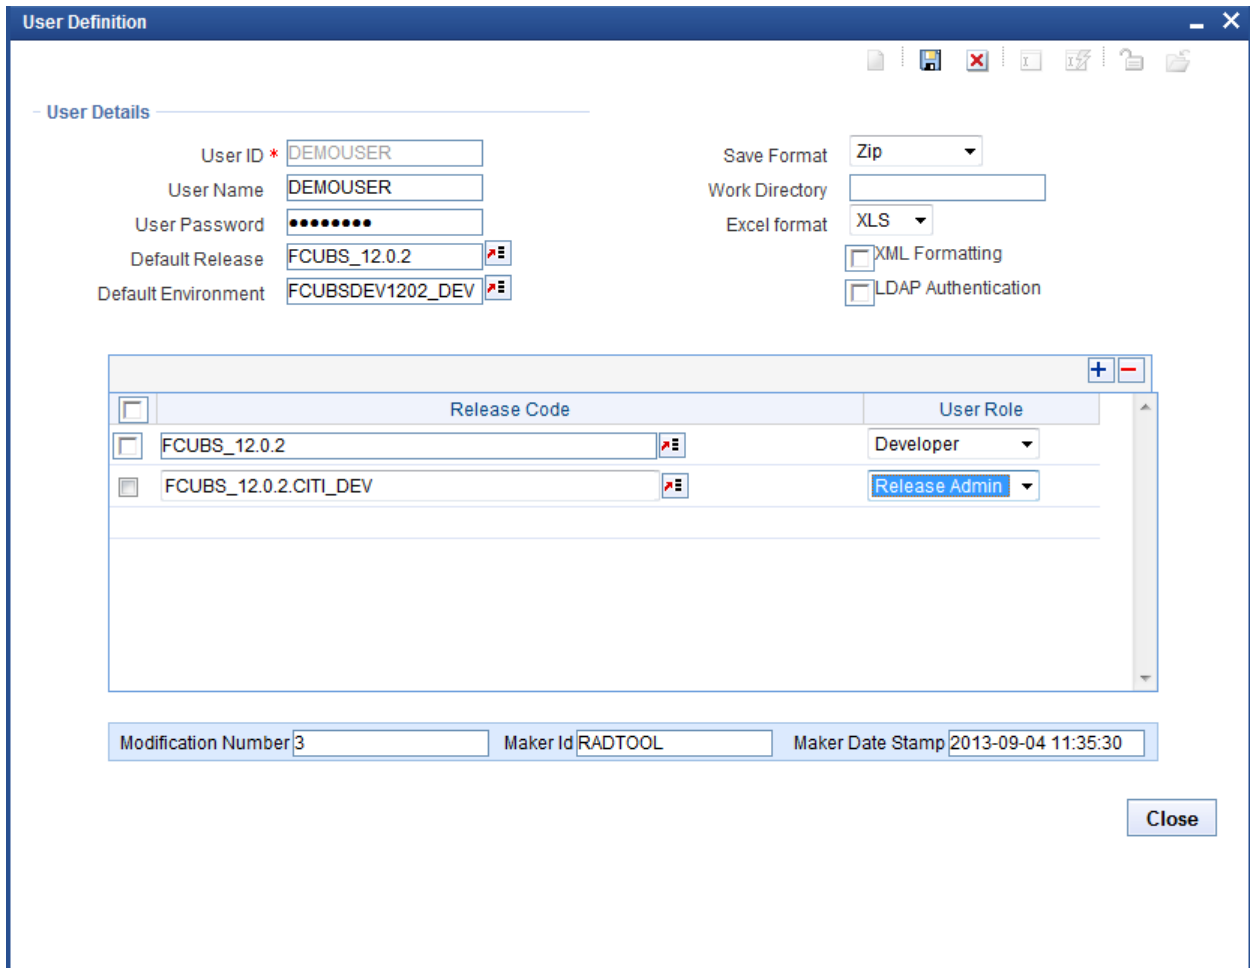 User Definition
User Details
User ID * DEMOUSER
User Name DEMOUSER
User Password ••••••••
Default Release FCUBS_12.0.2
Default Environment FCUBSDEV1202_DEV
Save Format Zip
Work Directory
Excel format XLS
XML Formatting
LDAP Authentication
Release Code User Role
FCUBS_12.0.2 Developer
FCUBS_12.0.2.CITI_DEV Release Admin
Modification Number 3 Maker Id RADTOOL Maker Date Stamp 2013-09-04 11:35:30
Close